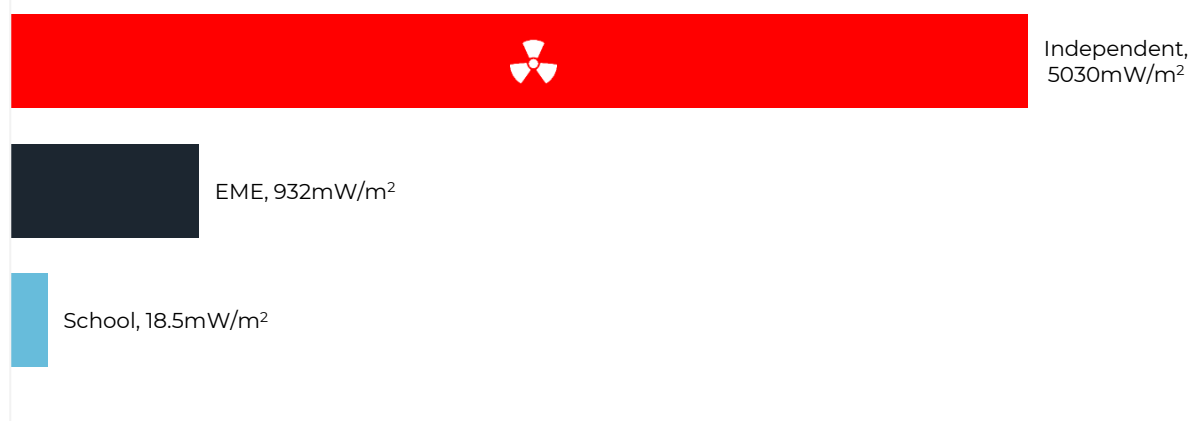 Independent,
5030mW/m²
EME, 932mW/m²
School, 18.5mW/m²